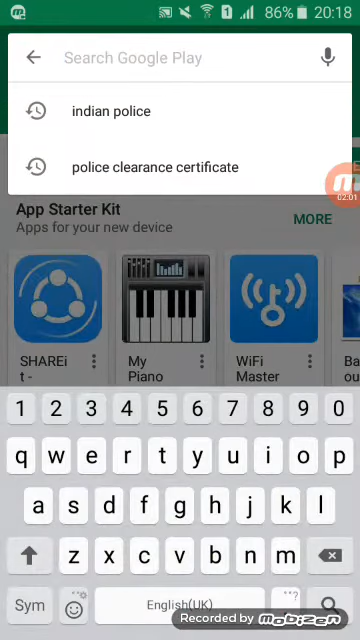 86% 20:18
Search Google Play
indian police
police clearance certificate
02:01
App Starter Kit
MORE
Apps for your new device
SHAREi
t -
My
Piano
WiFi
Master
Ba
ou
1 2 3 4 5 6 7 8 9 0
q w e r t y u i o p
a s d f g h j k l
z x c v b n m
Sym
English(UK)
Recorded by mobizen